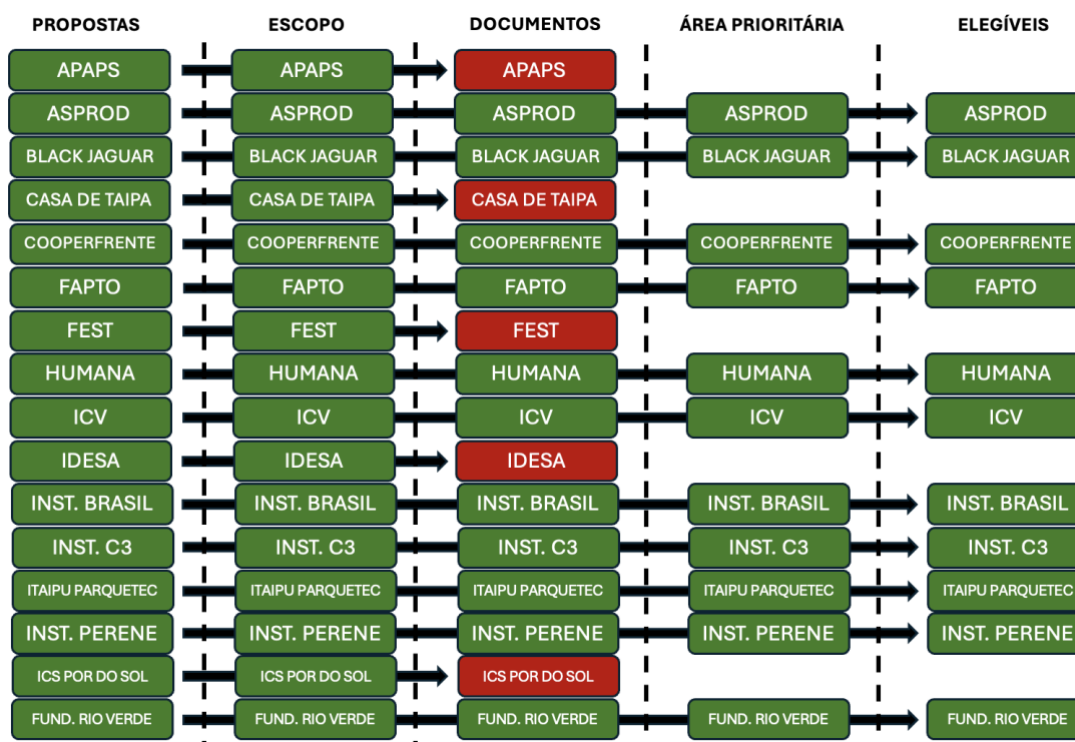 PROPOSTAS ESCOPO DOCUMENTOS ÁREA PRIORITÁRIA ELEGÍVEIS
APAPS APAPS APAPS
ASPROD ASPROD ASPROD ASPROD ASPROD
BLACK JAGUAR BLACK JAGUAR BLACK JAGUAR BLACK JAGUAR BLACK JAGUAR
CASA DE TAIPA CASA DE TAIPA CASA DE TAIPA
COOPERFRENTE COOPERFRENTE COOPERFRENTE COOPERFRENTE COOPERFRENTE
FAPTO FAPTO FAPTO FAPTO FAPTO
FEST FEST FEST
HUMANA HUMANA HUMANA HUMANA HUMANA
ICV ICV ICV ICV ICV
IDESA IDESA IDESA
INST. BRASIL INST. BRASIL INST. BRASIL INST. BRASIL INST. BRASIL
INST. C3 INST. C3 INST. C3 INST. C3 INST. C3
ITAIPU PARQUETEC ITAIPU PARQUETEC ITAIPU PARQUETEC ITAIPU PARQUETEC ITAIPU PARQUETEC
INST. PERENE INST. PERENE INST. PERENE INST. PERENE INST. PERENE
ICS POR DO SOL ICS POR DO SOL ICS POR DO SOL
FUND. RIO VERDE FUND. RIO VERDE FUND. RIO VERDE FUND. RIO VERDE FUND. RIO VERDE